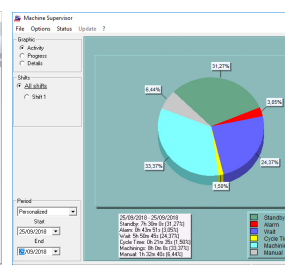 Machine Supervisor
File Options Status Update ?
Graphic
Activity
Progress
Details
Shifts
All shifts
Shift 1
Period
Personalized
Start
25/09/2018
End
25/09/2018
31,27%
3,85%
6,44%
33,37%
24,37%
1,50%
25/09/2018 - 25/09/2018
Standby: 7h 30m 0s (31,27%)
Alarm: 0h 43m 51s (3,05%)
Wait: 5h 50m 45s (24,37%)
Cycle Time: 0h 21m 35s (1,50%)
Machining: 8h 0m 8s (33,37%)
Manual: 1h 32m 40s (6,44%)
Standby
Alarm
Wait
Cycle Ti
Machini
Manual